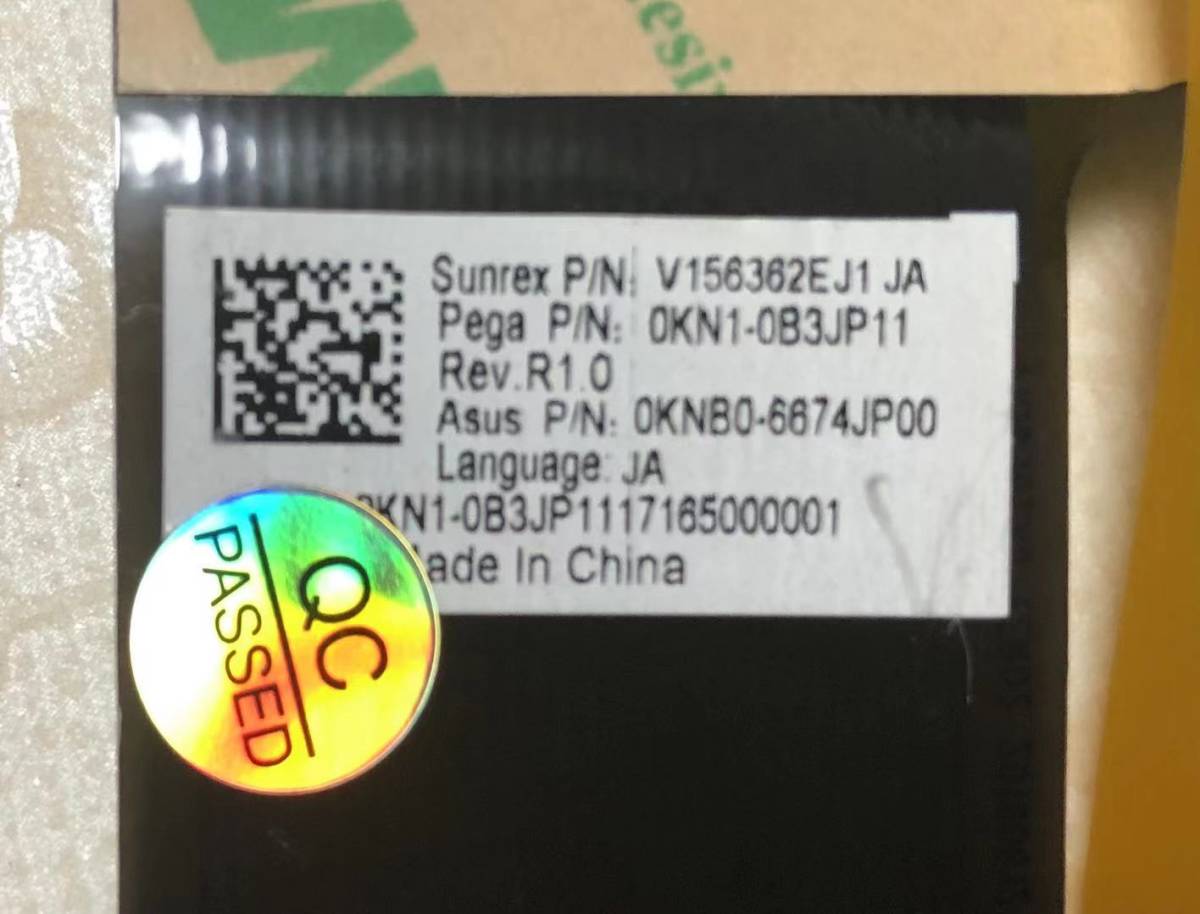 Sunrex P/N: V156362EJ1 JA
Pega P/N: 0KN1-0B3JP11
Rev.R1.0
Asus P/N: 0KNB0-6674JP00
Language: JA
KN1-0B3JP1117165000001
ade In China
QC
PASSED